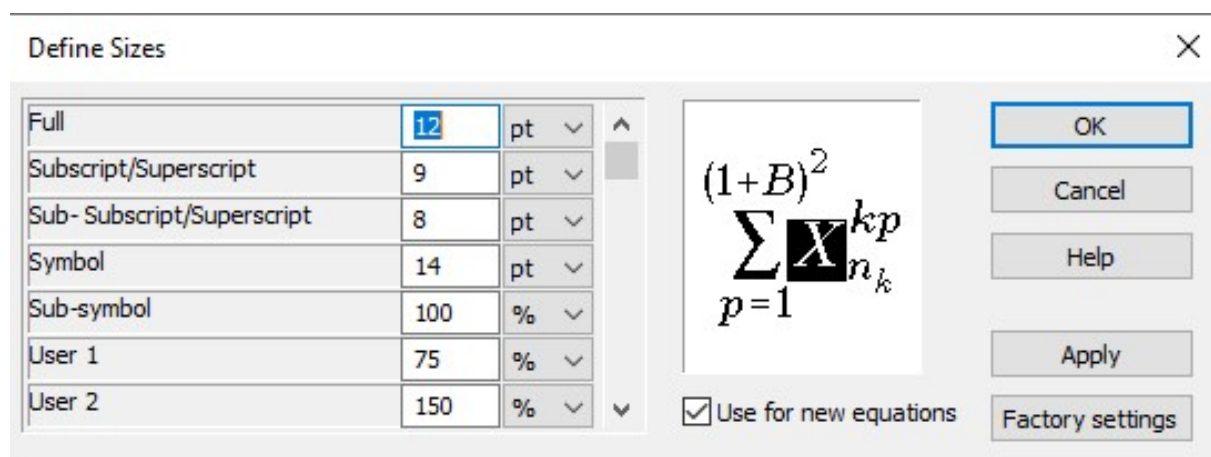 Define Sizes
Full 12 pt
Subscript/Superscript 9 pt
Sub- Subscript/Superscript 8 pt
Symbol 14 pt
Sub-symbol 100 %
User 1 75 %
User 2 150 %
(1+B)²
∑ X kp
n k
p=1
Use for new equations
OK
Cancel
Help
Apply
Factory settings